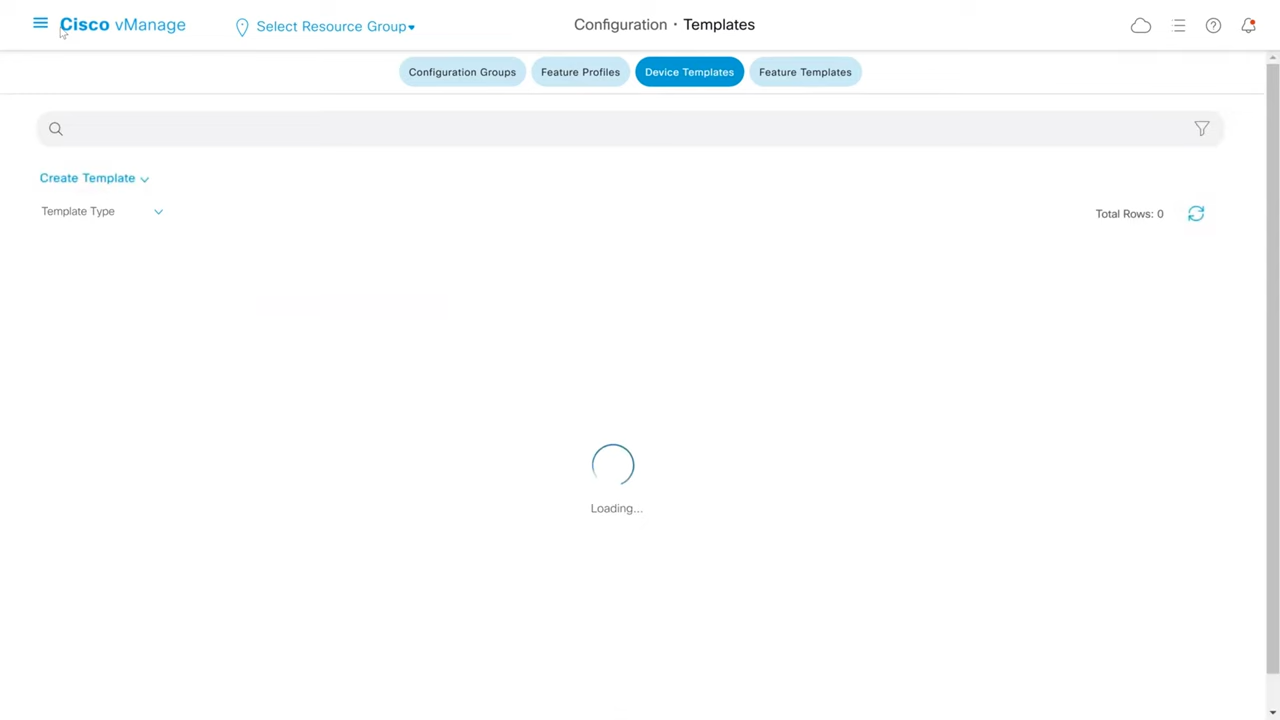 Cisco vManage
Select Resource Group
Configuration · Templates
Configuration Groups
Feature Profiles
Device Templates
Feature Templates
Create Template
Template Type
Total Rows: 0
Loading...